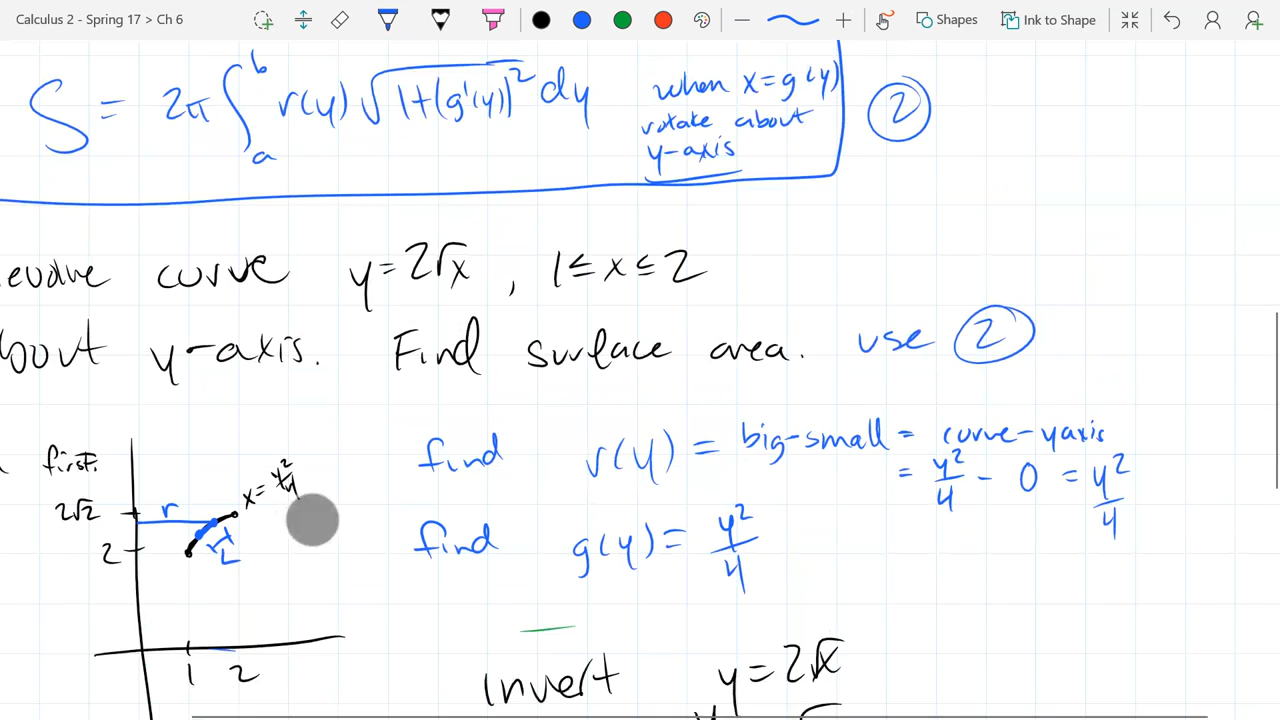 Calculus 2 - Spring 17 > Ch 6
Shapes
Ink to Shape
S = 2π ∫_a^b r(y) √(1+(g'(y))^2) dy
when x=g(y)
rotate about
y-axis
2
evolve curve y=2√x , 1≤x≤2
bout y-axis. Find surface area. use 2
first.
find r(y) = big-small = curve-yaxis
= y²/4 - 0 = y²/4
x = y²/4
2√2
r
2
find g(y) = y²/4
1 2
Invert y=2√x